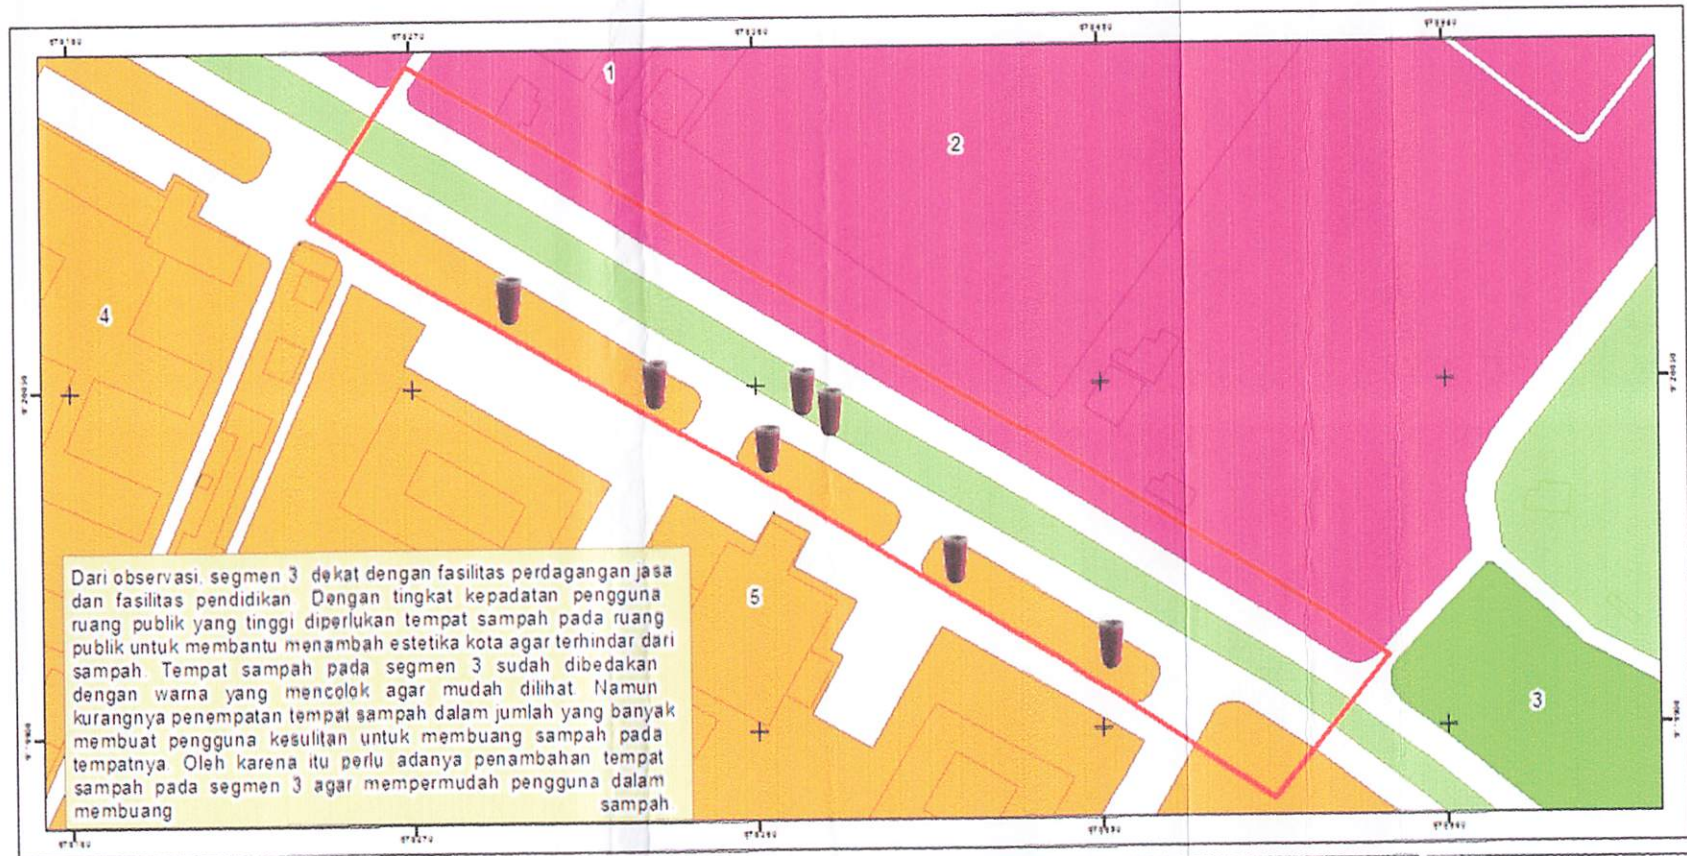 1
2
4
5
3
Dari observasi, segmen 3 dekat dengan fasilitas perdagangan jasa
dan fasilitas pendidikan. Dengan tingkat kepadatan pengguna
ruang publik yang tinggi diperlukan tempat sampah pada ruang
publik untuk membantu menambah estetika kota agar terhindar dari
sampah. Tempat sampah pada segmen 3 sudah dibedakan
dengan warna yang mencolok agar mudah dilihat. Namun
kurangnya penempatan tempat sampah dalam jumlah yang banyak
membuat pengguna kesulitan untuk membuang sampah pada
tempatnya. Oleh karena itu perlu adanya penambahan tempat
sampah pada segmen 3 agar mempermudah pengguna dalam
membuang sampah.